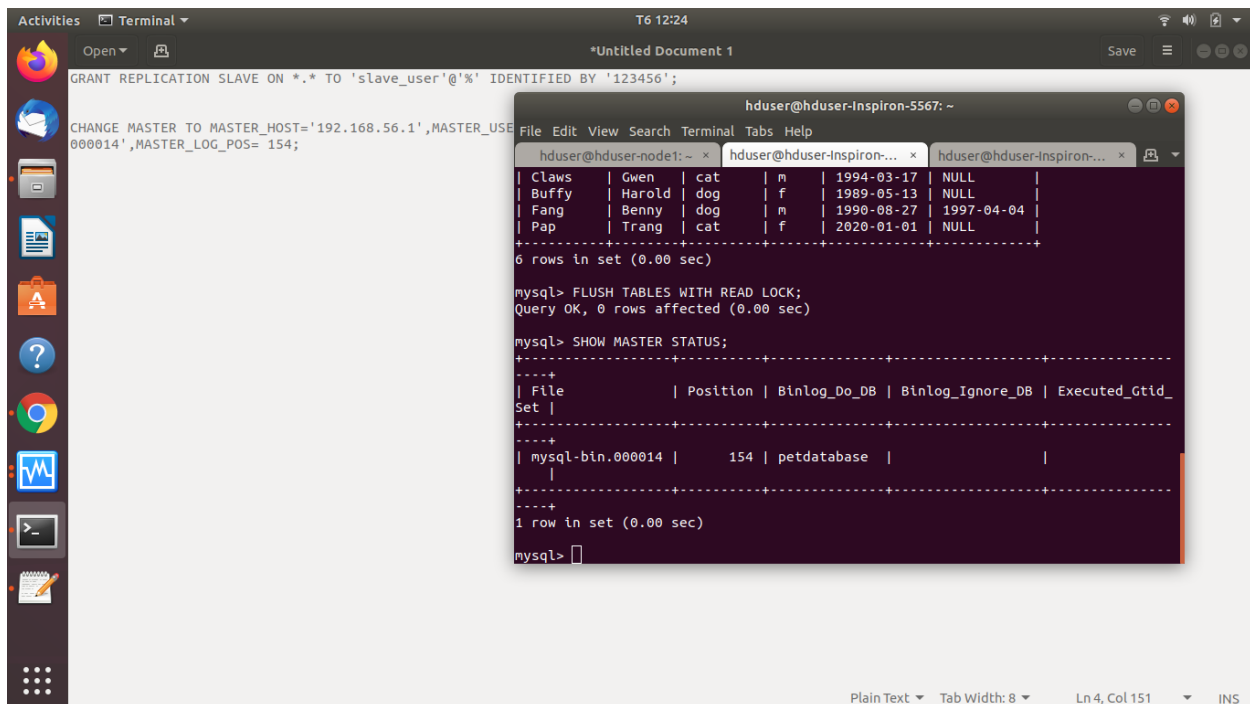 Activities Terminal T6 12:24
Open *Untitled Document 1 Save
GRANT REPLICATION SLAVE ON *.* TO 'slave_user'@'%' IDENTIFIED BY '123456';
CHANGE MASTER TO MASTER_HOST='192.168.56.1',MASTER_USE
000014',MASTER_LOG_POS= 154;
hduser@hduser-Inspiron-5567: ~
File Edit View Search Terminal Tabs Help
hduser@hduser-node1: ~ × hduser@hduser-Inspiron-... × hduser@hduser-Inspiron-... ×
| Claws | Gwen | cat | m | 1994-03-17 | NULL |
| Buffy | Harold | dog | f | 1989-05-13 | NULL |
| Fang | Benny | dog | m | 1990-08-27 | 1997-04-04 |
| Pap | Trang | cat | f | 2020-01-01 | NULL |
+----------+--------+---------+------+------------+------------+
6 rows in set (0.00 sec)
mysql> FLUSH TABLES WITH READ LOCK;
Query OK, 0 rows affected (0.00 sec)
mysql> SHOW MASTER STATUS;
+------------------+----------+--------------+------------------+---------------
----+
| File | Position | Binlog_Do_DB | Binlog_Ignore_DB | Executed_Gtid_
Set |
+------------------+----------+--------------+------------------+---------------
----+
| mysql-bin.000014 | 154 | petdatabase | |
|
+------------------+----------+--------------+------------------+---------------
----+
1 row in set (0.00 sec)
mysql>
Plain Text Tab Width: 8 Ln 4, Col 151 INS